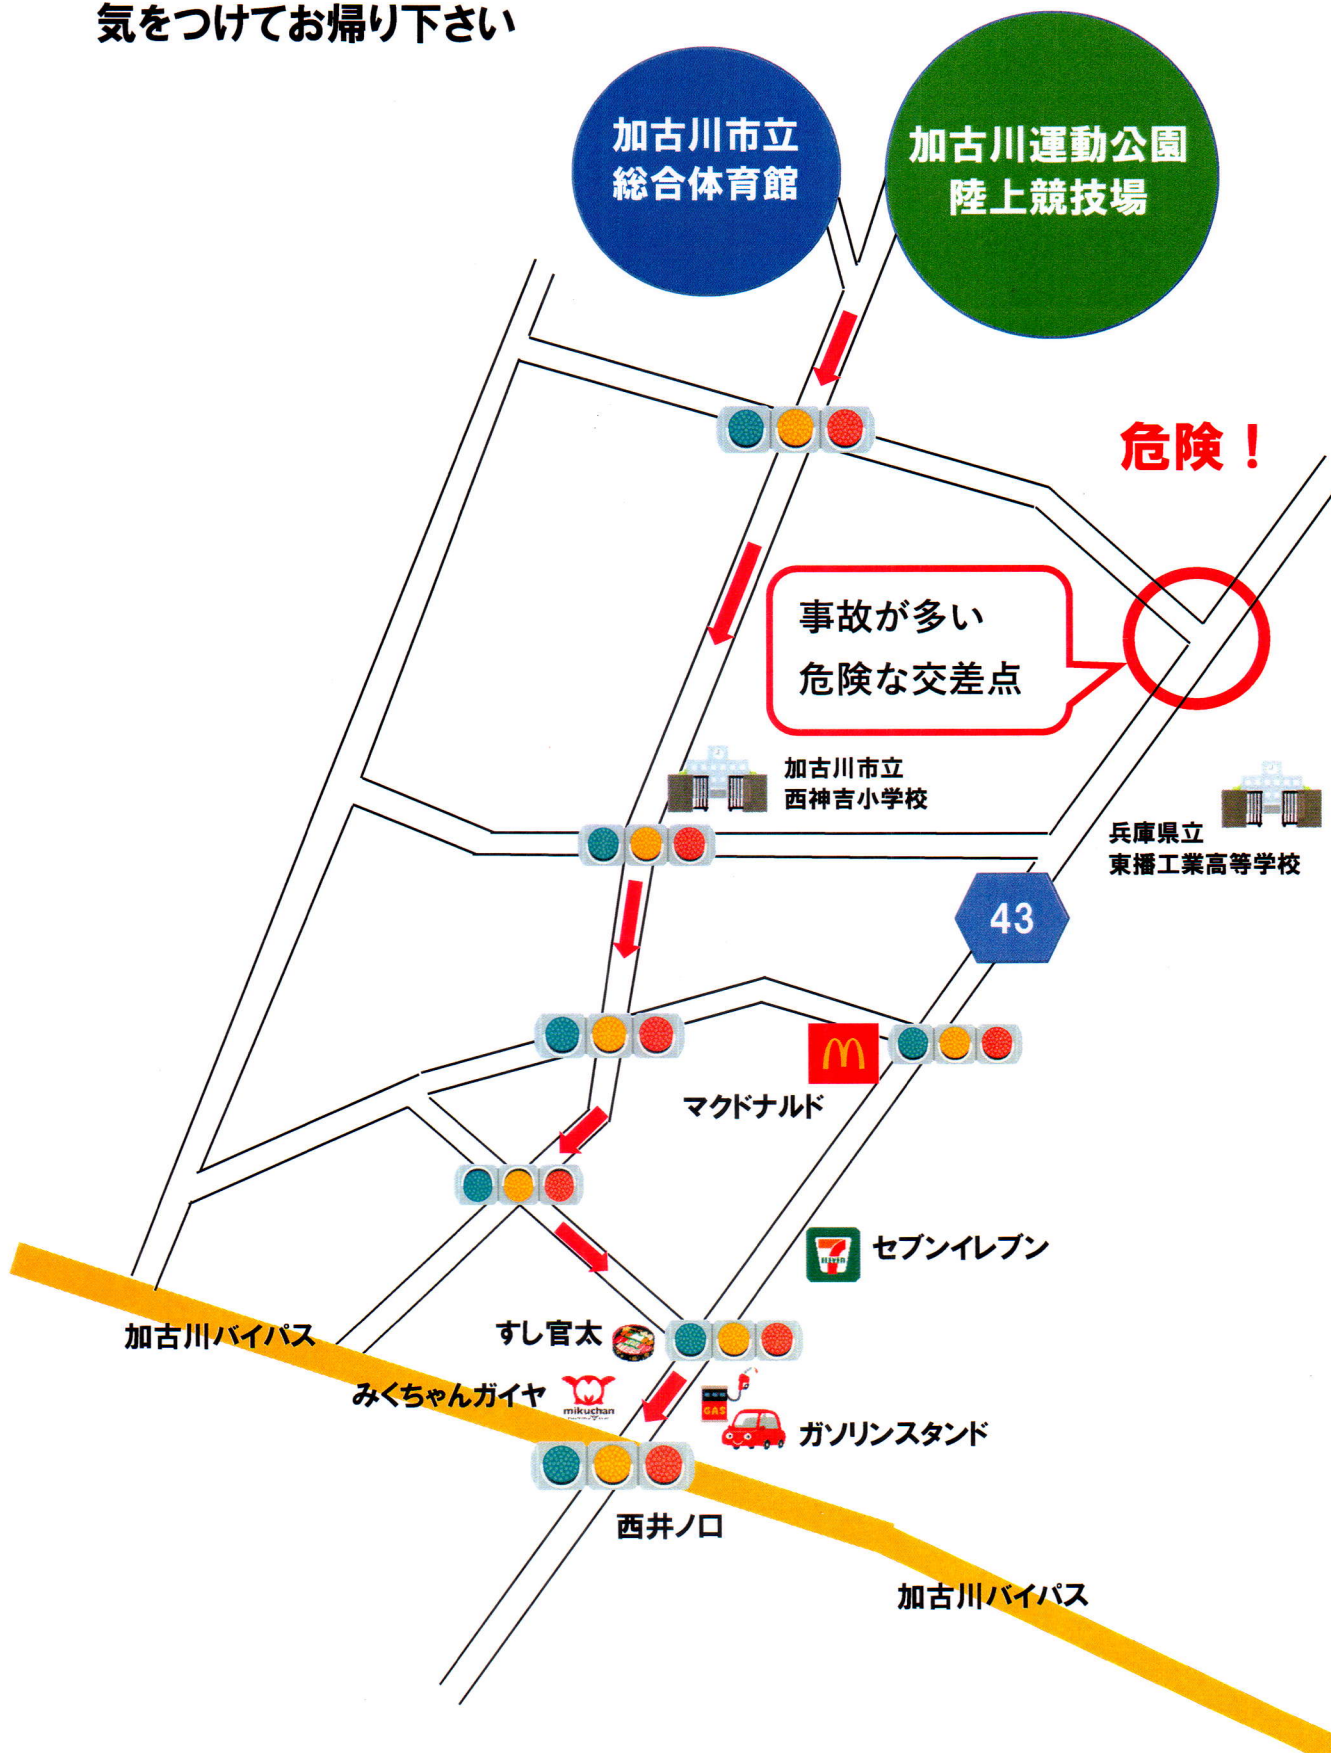 気をつけてお帰り下さい
加古川市立
総合体育館
加古川運動公園
陸上競技場
危険！
事故が多い
危険な交差点
加古川市立
西神吉小学校
兵庫県立
東播工業高等学校
43
マクドナルド
セブンイレブン
すし官太
加古川バイパス
みくちゃんガイヤ
mikuchan
GAS
ガソリンスタンド
西井ノ口
加古川バイパス